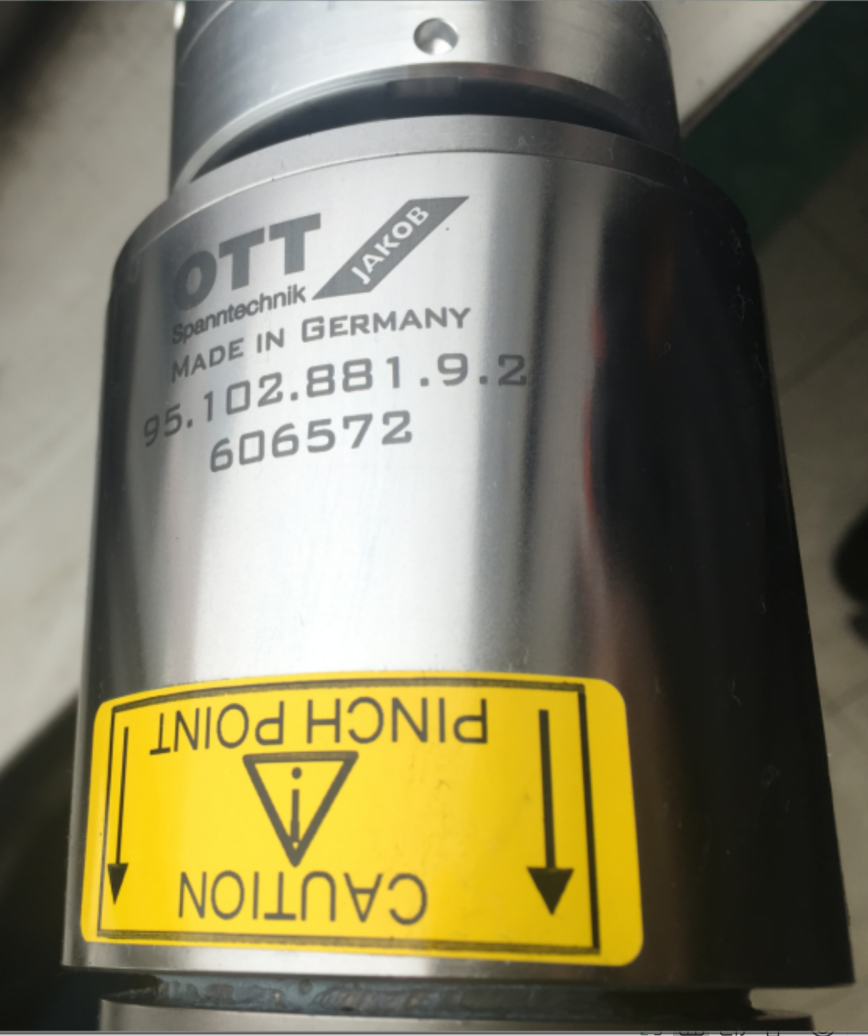 OTT
JAKOB
Spanntechnik
MADE IN GERMANY
95.102.881.9.2
606572
CAUTION
PINCH POINT